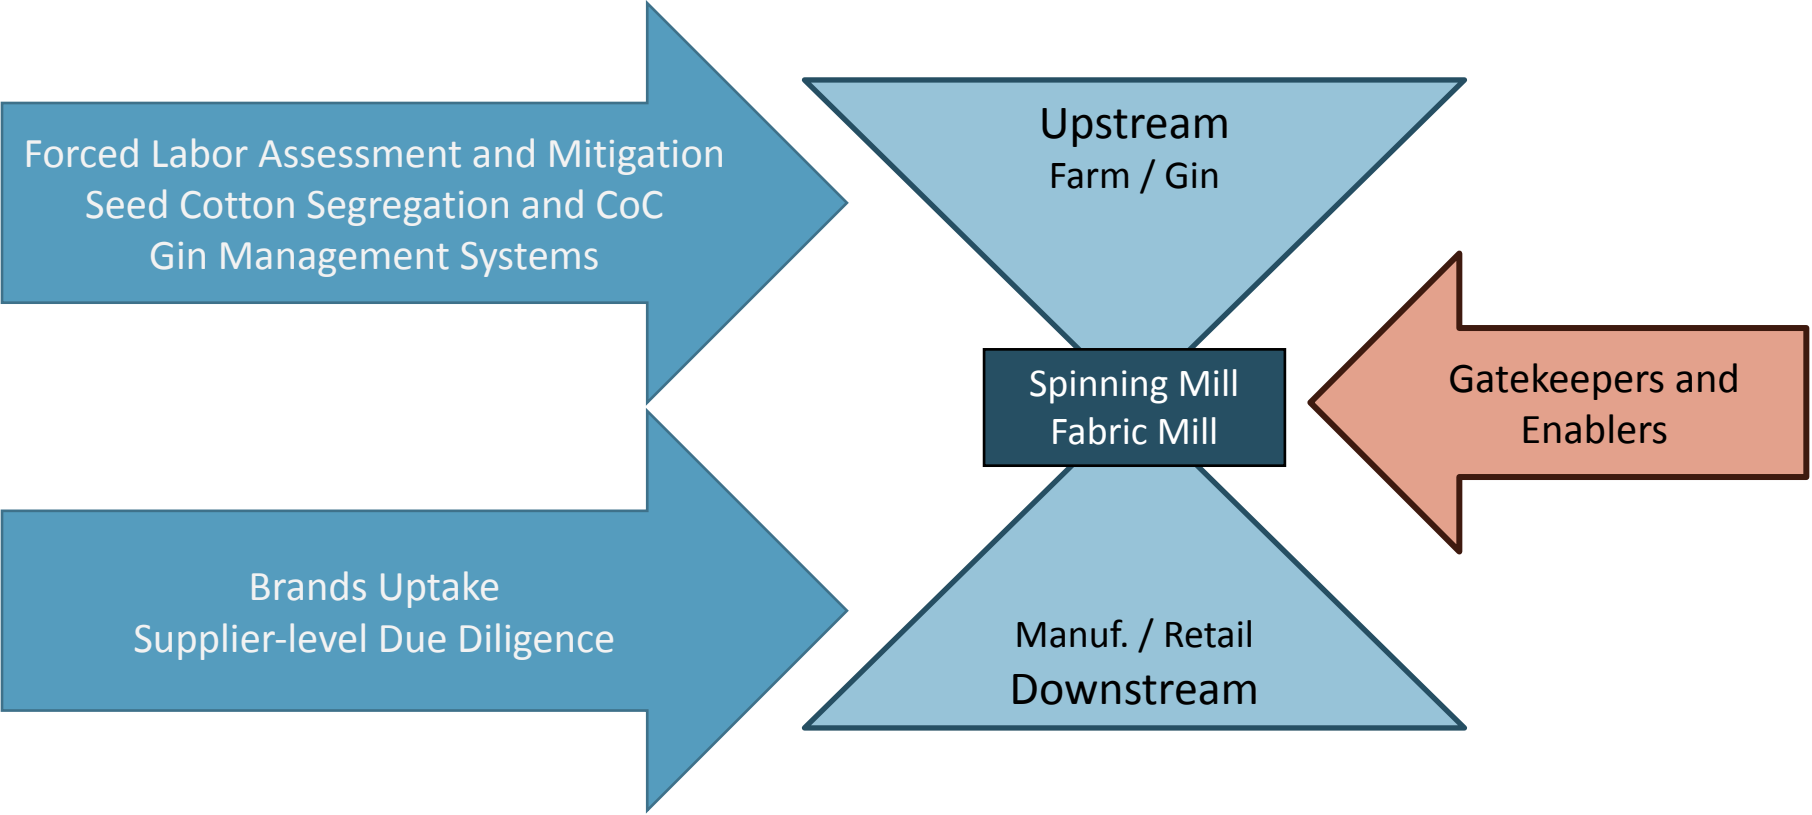 Forced Labor Assessment and Mitigation
Seed Cotton Segregation and CoC
Gin Management Systems
Upstream
Farm / Gin
Spinning Mill
Fabric Mill
Gatekeepers and
Enablers
Brands Uptake
Supplier-level Due Diligence
Manuf. / Retail
Downstream